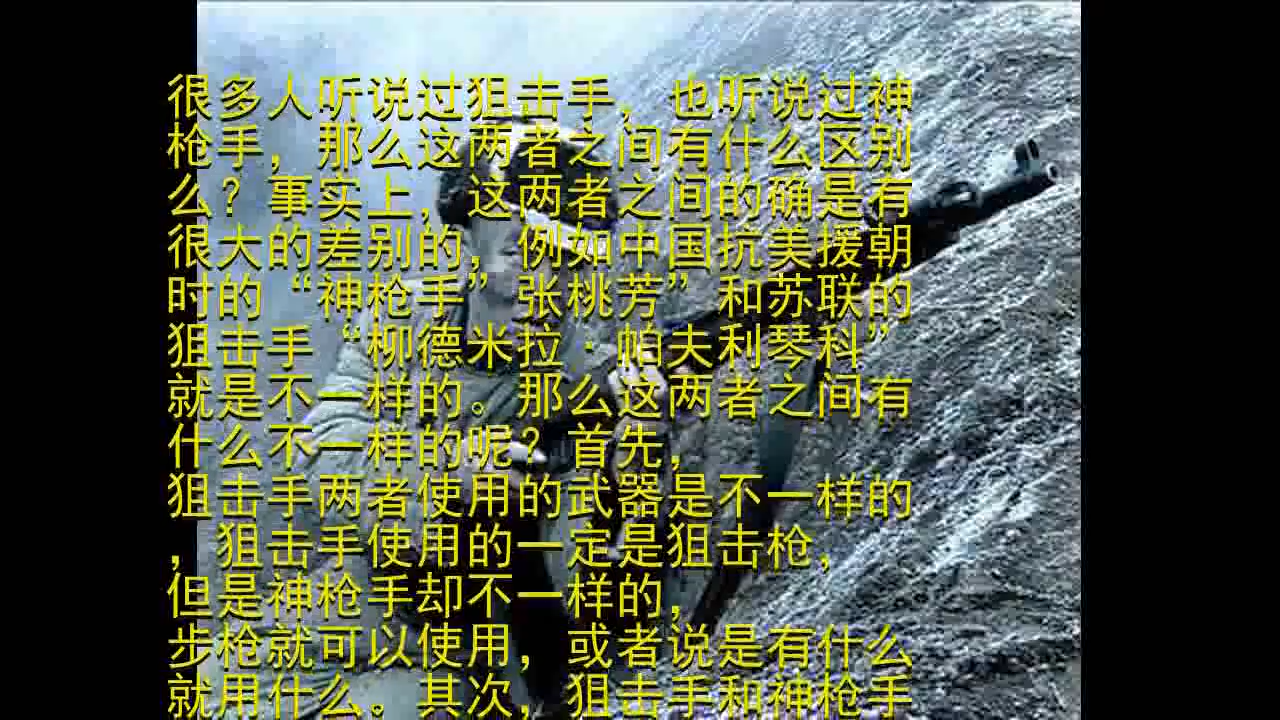 很多人听说过狙击手，也听说过神
枪手，那么这两者之间有什么区别
么？事实上，这两者之间的确是有
很大的差别的，例如中国抗美援朝
时的“神枪手”张桃芳”和苏联的
狙击手“柳德米拉·帕夫利琴科”
就是不一样的。那么这两者之间有
什么不一样的呢？首先，
狙击手两者使用的武器是不一样的
，狙击手使用的一定是狙击枪，
但是神枪手却不一样的，
步枪就可以使用，或者说是有什么
就用什么。其次，狙击手和神枪手